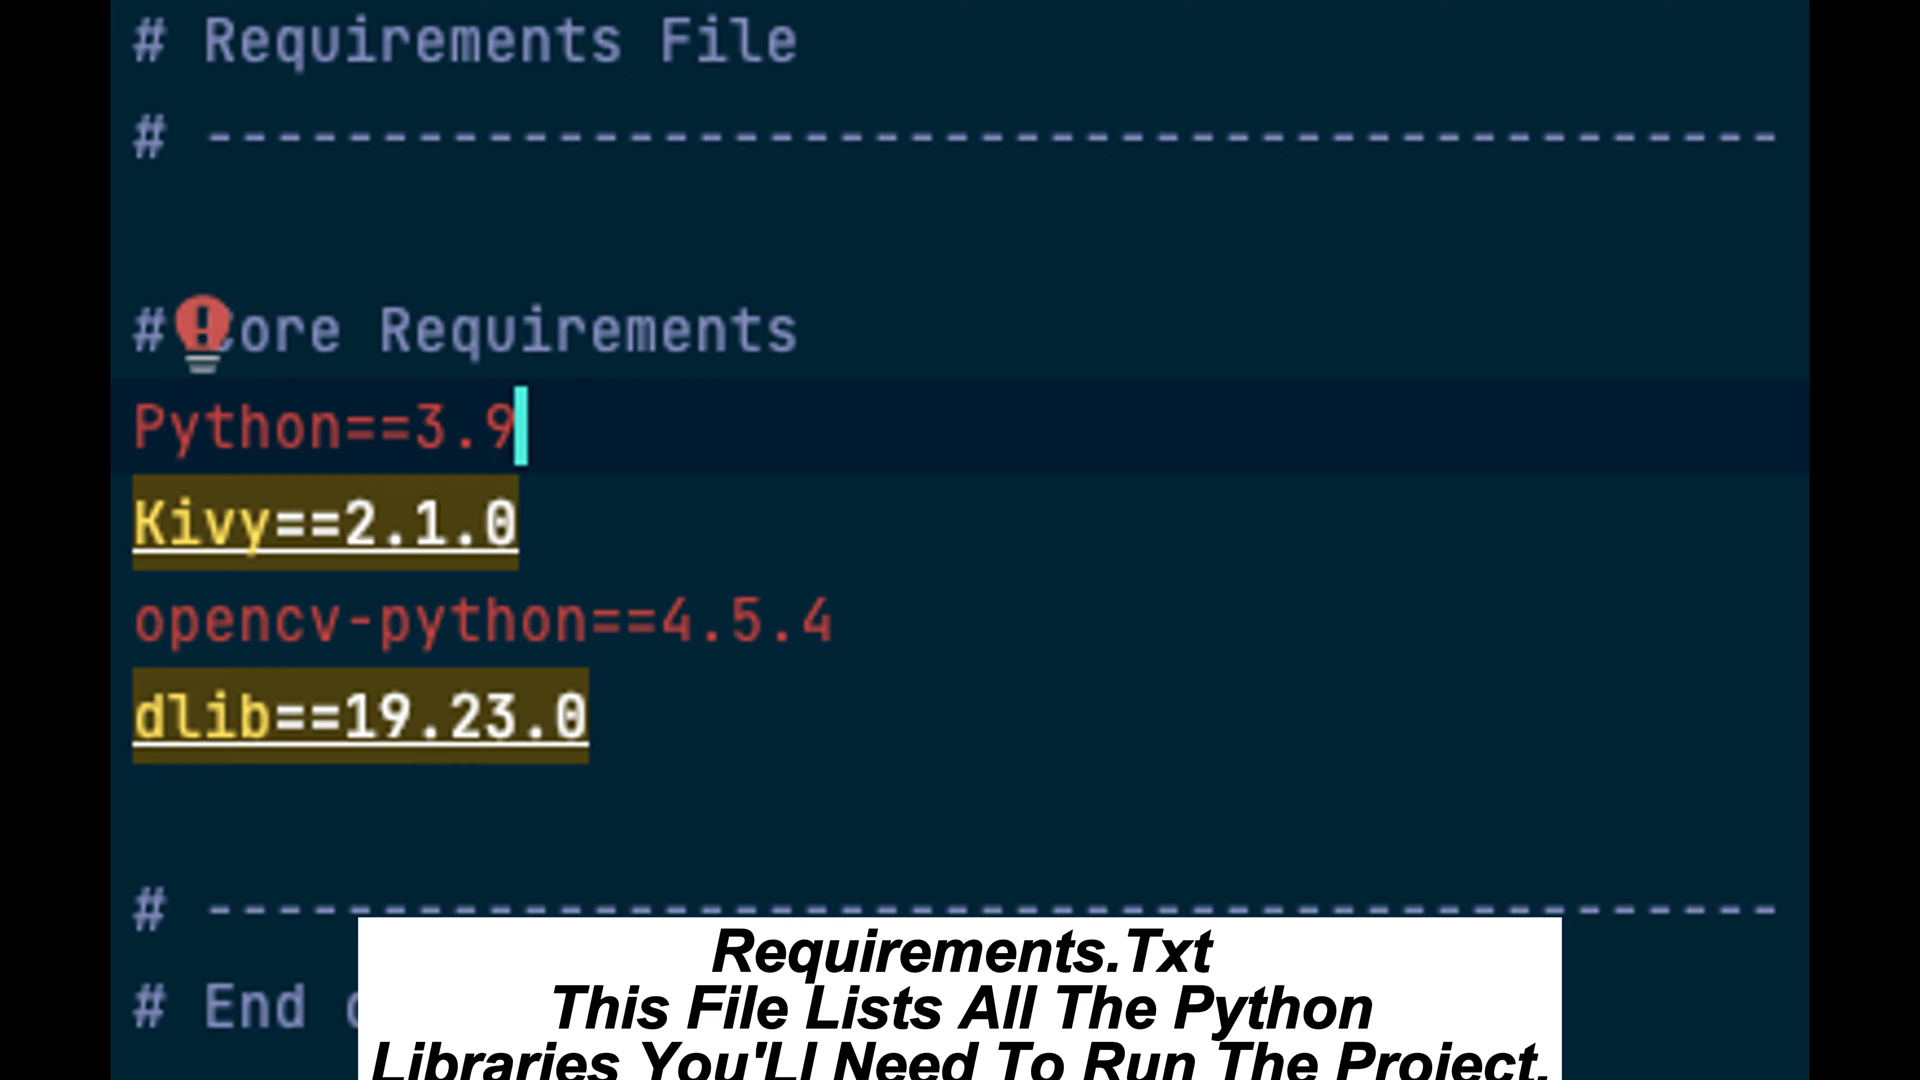 # Requirements File
# ---------------------------------------------
# Core Requirements
Python==3.9
Kivy==2.1.0
opencv-python==4.5.4
dlib==19.23.0
# ---------------------------------------------
# End
Requirements.Txt
This File Lists All The Python
Libraries You'Ll Need To Run The Project.